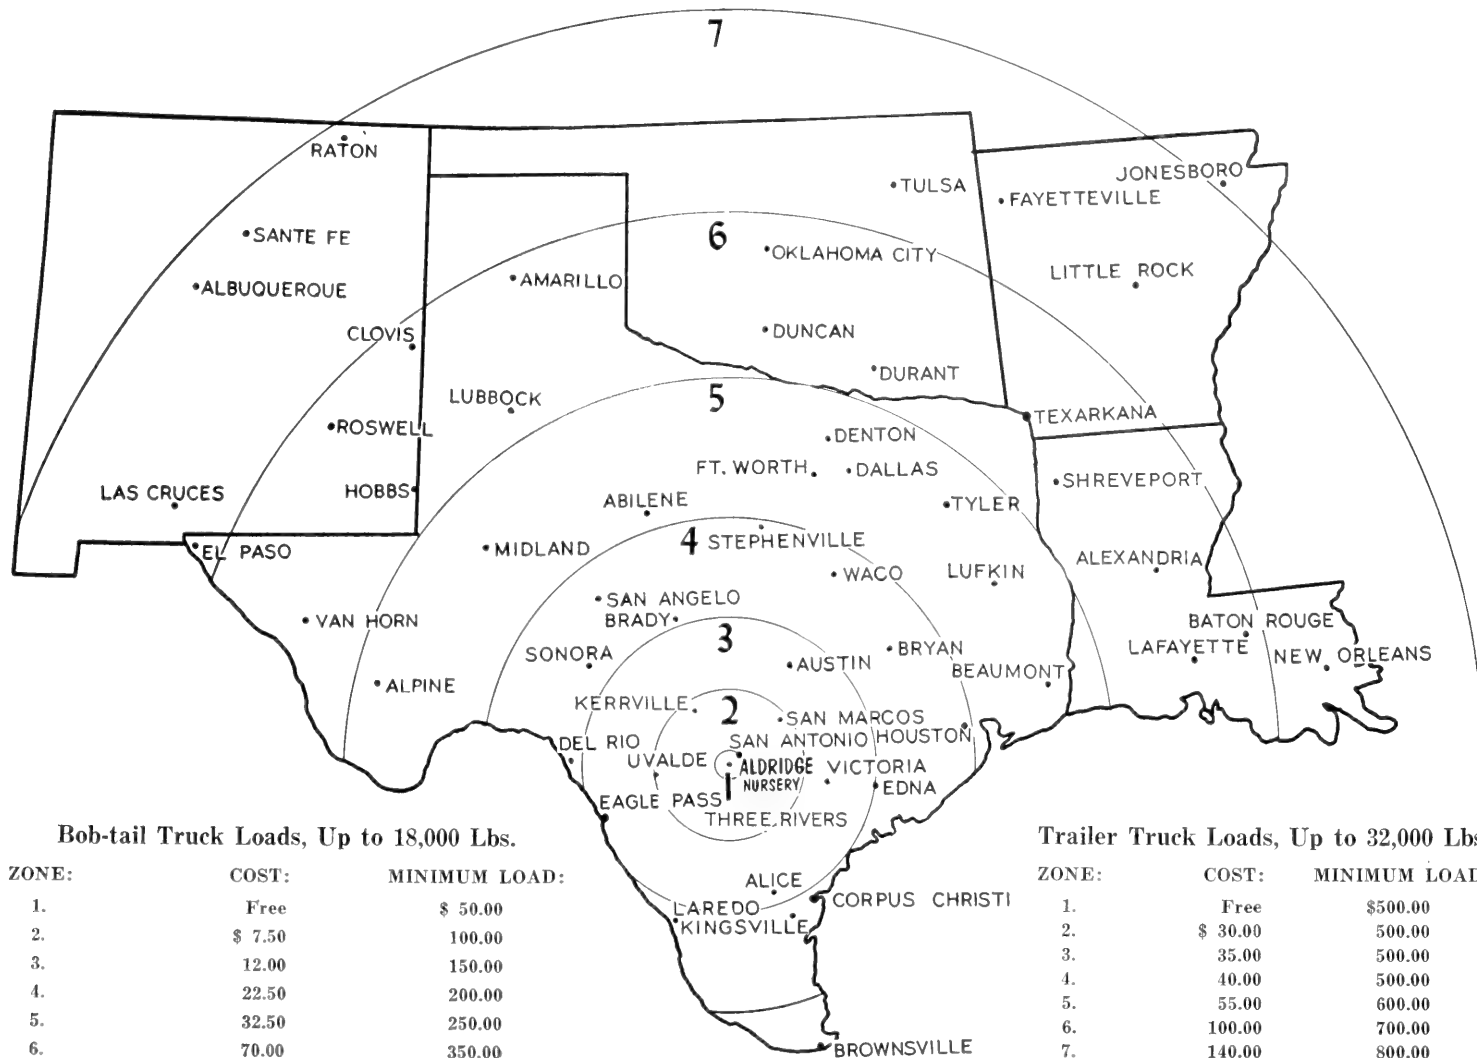 7
RATON
JONESBORO
TULSA
FAYETTEVILLE
SANTE FE
6
OKLAHOMA CITY
LITTLE ROCK
AMARILLO
ALBUQUERQUE
CLOVIS
DUNCAN
DURANT
LUBBOCK
5
TEXARKANA
ROSWELL
DENTON
FT. WORTH
DALLAS
SHREVEPORT
LAS CRUCES
HOBBS
ABILENE
TYLER
4
STEPHENVILLE
EL PASO
MIDLAND
ALEXANDRIA
WACO
LUFKIN
SAN ANGELO
BRADY
VAN HORN
BATON ROUGE
3
SONORA
AUSTIN
BRYAN
LAFAYETTE
NEW ORLEANS
BEAUMONT
ALPINE
KERRVILLE
2
SAN MARCOS
DEL RIO
SAN ANTONIO
HOUSTON
UVALDE
ALDRIDGE
NURSERY
VICTORIA
EDNA
1
EAGLE PASS
THREE RIVERS
ALICE
CORPUS CHRISTI
LAREDO
KINGSVILLE
BROWNSVILLE
Bob-tail Truck Loads, Up to 18,000 Lbs.
ZONE: COST: MINIMUM LOAD:
1. Free $ 50.00
2. $ 7.50 100.00
3. 12.00 150.00
4. 22.50 200.00
5. 32.50 250.00
6. 70.00 350.00
Trailer Truck Loads, Up to 32,000 Lbs
ZONE: COST: MINIMUM LOAD
1. Free $500.00
2. $ 30.00 500.00
3. 35.00 500.00
4. 40.00 500.00
5. 55.00 600.00
6. 100.00 700.00
7. 140.00 800.00